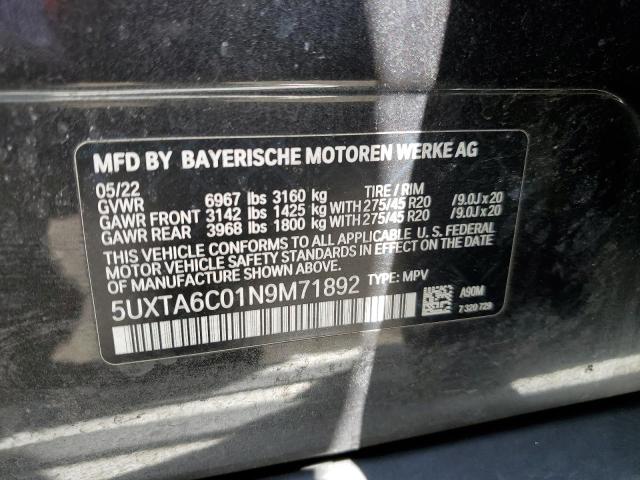 MFD BY BAYERISCHE MOTOREN WERKE AG
05/22
GVWR 6967 lbs 3160 kg TIRE / RIM
GAWR FRONT 3142 lbs 1425 kg WITH 275/45 R20 /9.0J x 20
GAWR REAR 3968 lbs 1800 kg WITH 275/45 R20 /9.0J x 20
THIS VEHICLE CONFORMS TO ALL APPLICABLE U.S. FEDERAL
MOTOR VEHICLE SAFETY STANDARDS IN EFFECT ON THE DATE
OF MANUFACTURE SHOWN ABOVE.
5UXTA6C01N9M71892 TYPE: MPV
A90M
7 320 729